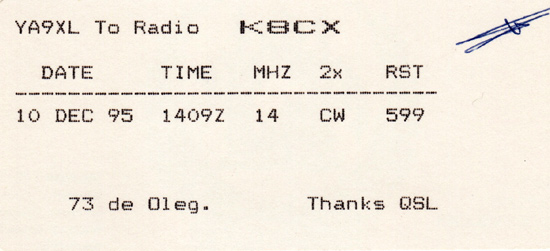 YA9XL To Radio K8CX
DATE TIME MHZ 2x RST
10 DEC 95 1409Z 14 CW 599
73 de Oleg. Thanks QSL